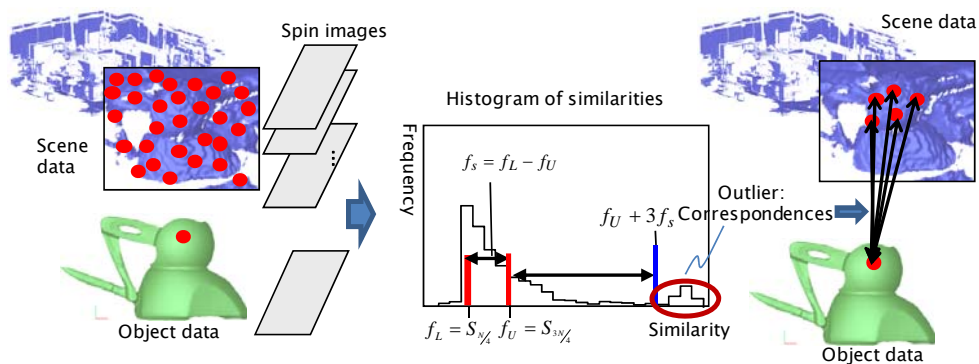 Spin images
Scene data
Object data
...
Histogram of similarities
Frequency
f_s = f_L − f_U
f_U + 3f_s
Outlier:
Correspondences
f_L = S_{N/4}
f_U = S_{3N/4}
Similarity
Scene data
Object data